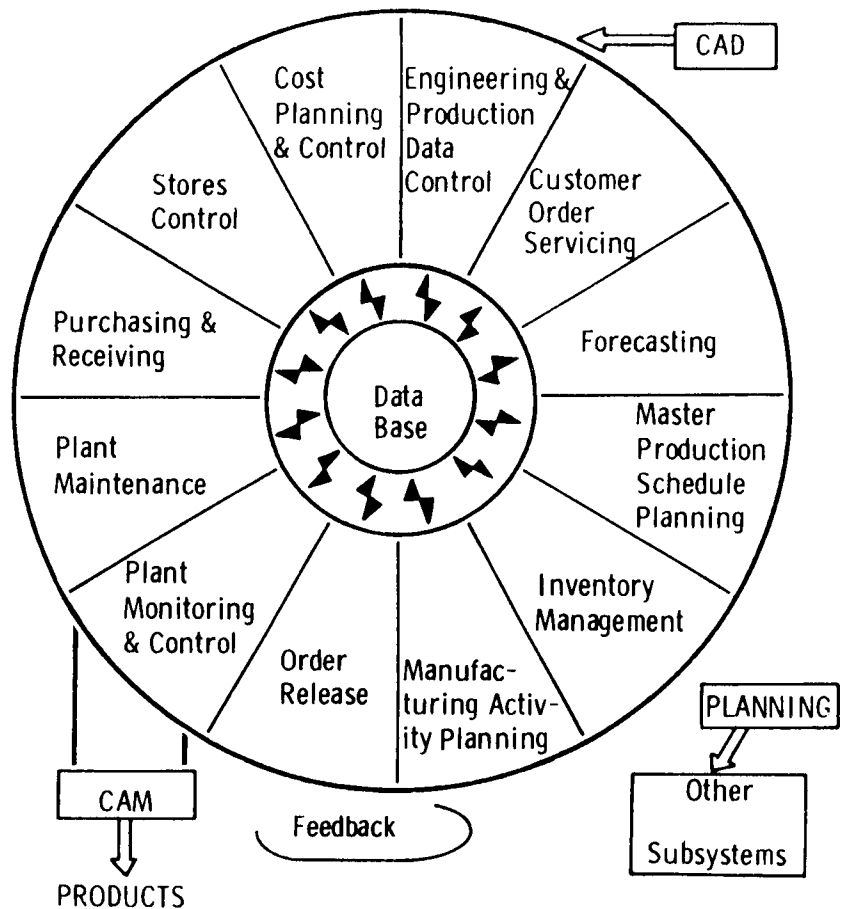 CAD
Cost
Planning
& Control
Engineering &
Production
Data
Control
Customer
Order
Servicing
Forecasting
Master
Production
Schedule
Planning
Inventory
Management
Manufac-
turing Activ-
ity Planning
Order
Release
Plant
Monitoring
& Control
Plant
Maintenance
Purchasing &
Receiving
Stores
Control
Data
Base
PLANNING
Other
Subsystems
CAM
Feedback
PRODUCTS